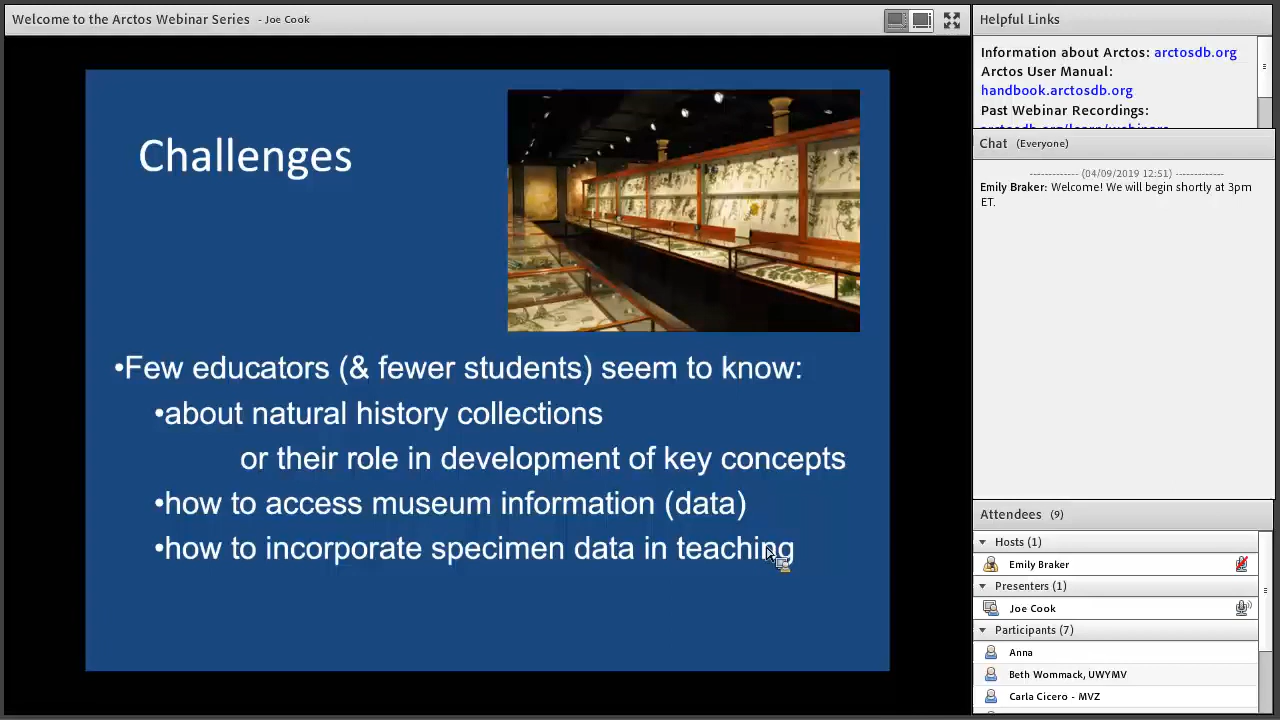 Welcome to the Arctos Webinar Series - Joe Cook
Challenges
•Few educators (& fewer students) seem to know:
•about natural history collections
or their role in development of key concepts
•how to access museum information (data)
•how to incorporate specimen data in teaching
Helpful Links
Information about Arctos: arctosdb.org
Arctos User Manual:
handbook.arctosdb.org
Past Webinar Recordings:
arctosdb.org/learn/webinars
Chat (Everyone)
------------- (04/09/2019 12:51) -------------
Emily Braker: Welcome! We will begin shortly at 3pm
ET.
Attendees (9)
Hosts (1)
Emily Braker
Presenters (1)
Joe Cook
Participants (7)
Anna
Beth Wommack, UWYMV
Carla Cicero - MVZ